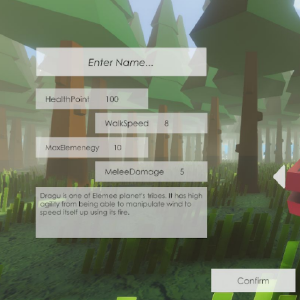 Enter Name...
HealthPoint 100
WalkSpeed 8
MaxElemenegy 10
MeleeDamage 5
Dragu is one of Elemee planet's tribes. It has high
agility from being able to manipulate wind to
speed itself up using its fire.
Confirm